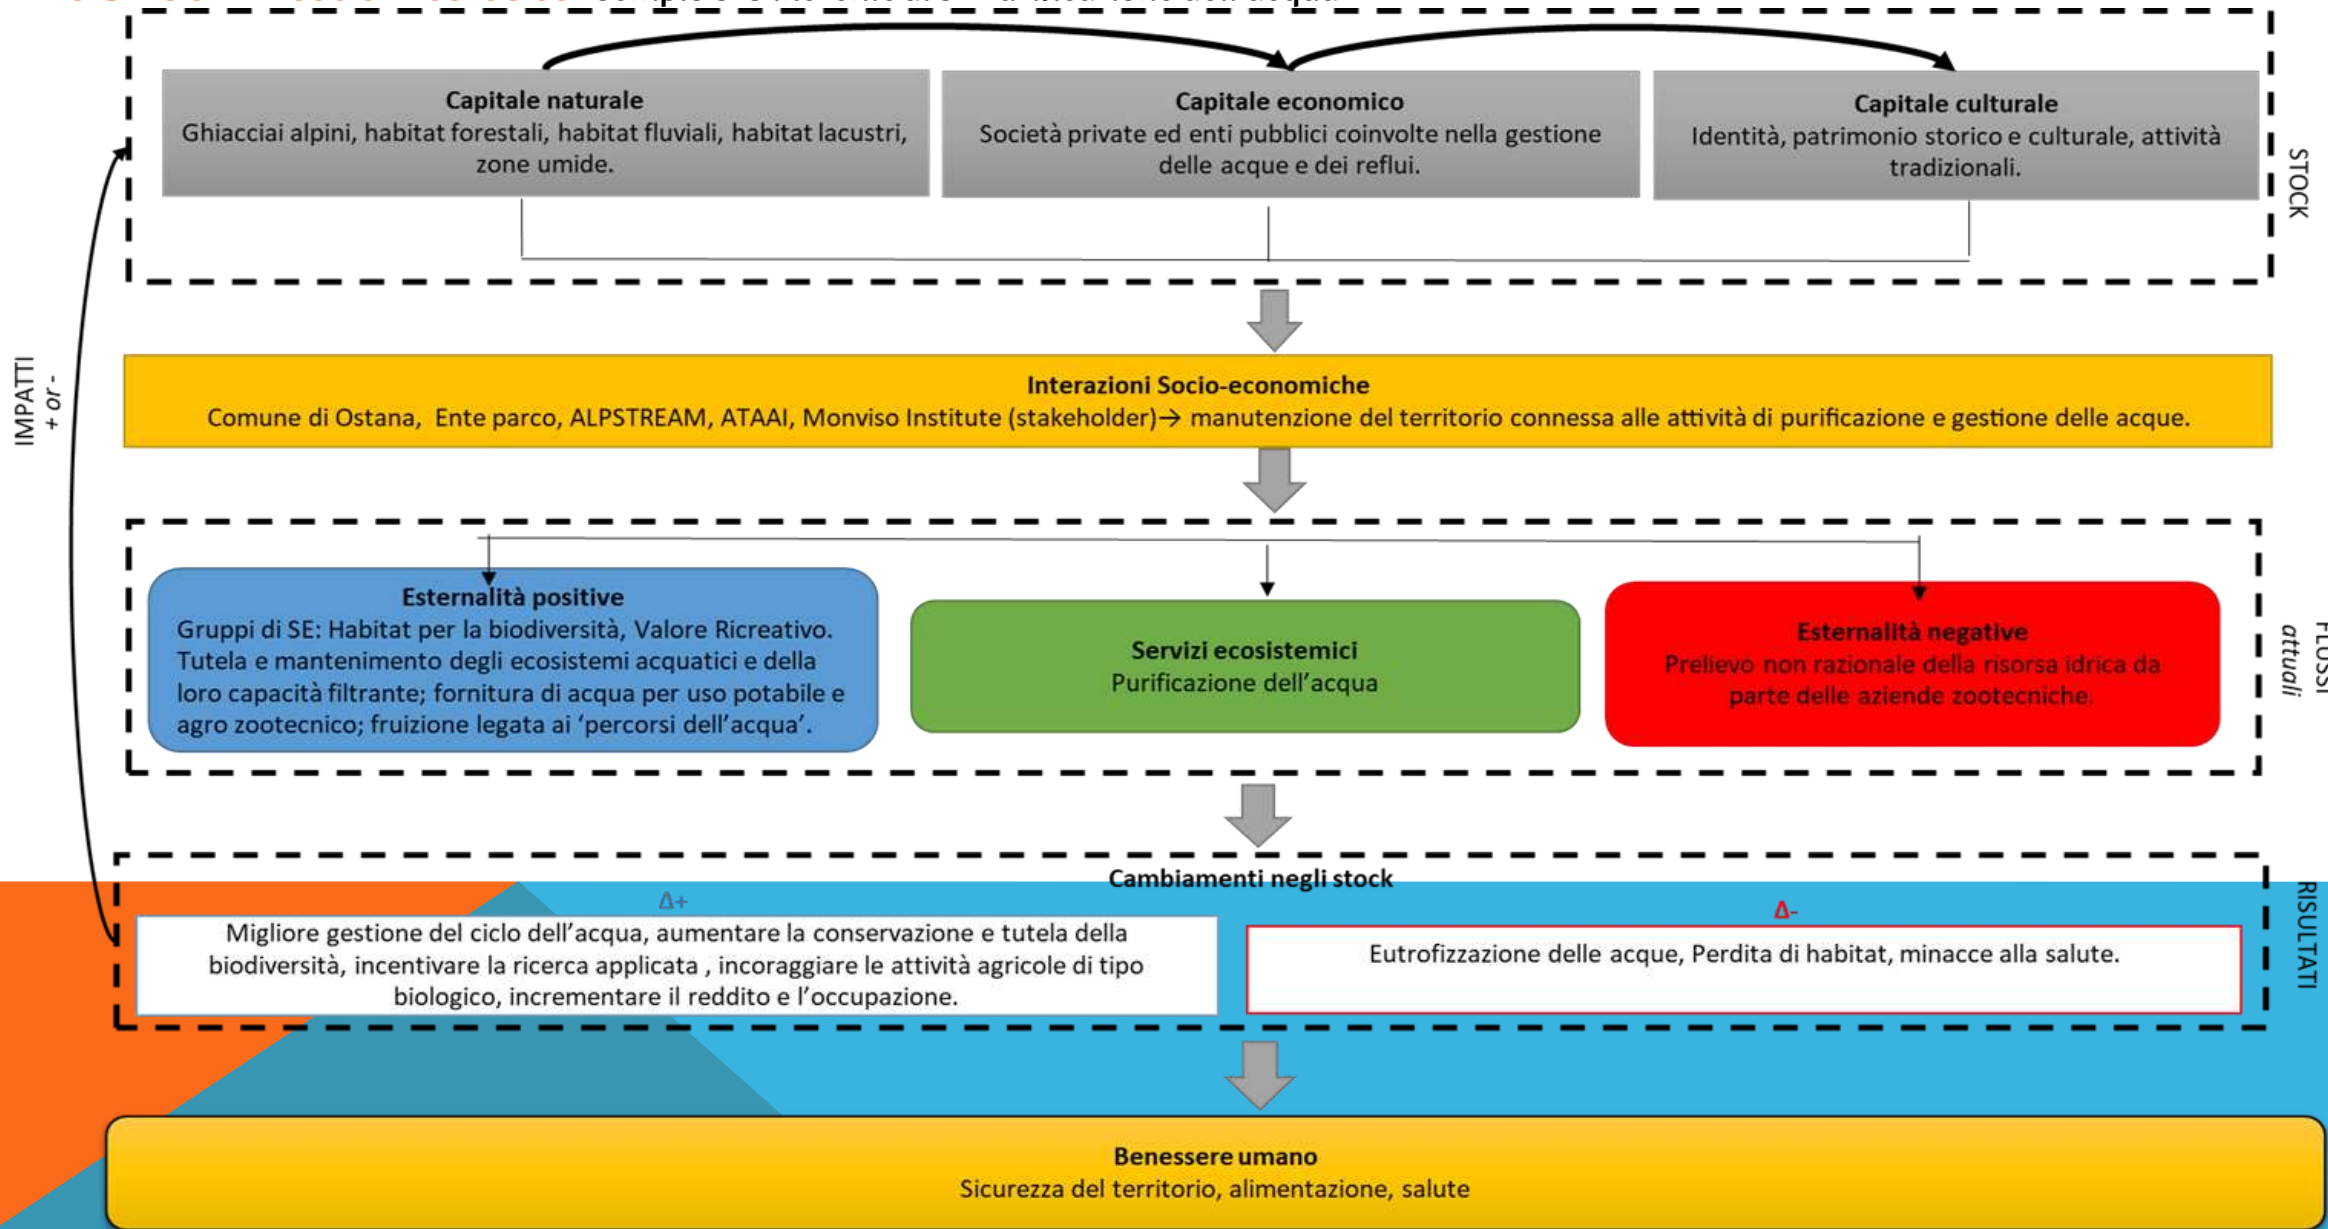 Capitale naturale
Ghiacciai alpini, habitat forestali, habitat fluviali, habitat lacustri,
zone umide.
Capitale economico
Società private ed enti pubblici coinvolte nella gestione
delle acque e dei reflui.
Capitale culturale
Identità, patrimonio storico e culturale, attività
tradizionali.
STOCK
IMPATTI
+ or -
Interazioni Socio-economiche
Comune di Ostana, Ente parco, ALPSTREAM, ATAAI, Monviso Institute (stakeholder)→ manutenzione del territorio connessa alle attività di purificazione e gestione delle acque.
Esternalità positive
Gruppi di SE: Habitat per la biodiversità, Valore Ricreativo.
Tutela e mantenimento degli ecosistemi acquatici e della
loro capacità filtrante; fornitura di acqua per uso potabile e
agro zootecnico; fruizione legata ai ‘percorsi dell’acqua’.
Servizi ecosistemici
Purificazione dell’acqua
Esternalità negative
Prelievo non razionale della risorsa idrica da
parte delle aziende zootecniche.
FLUSSI
attuali
Cambiamenti negli stock
Δ+
Migliore gestione del ciclo dell’acqua, aumentare la conservazione e tutela della
biodiversità, incentivare la ricerca applicata , incoraggiare le attività agricole di tipo
biologico, incrementare il reddito e l’occupazione.
Δ-
Eutrofizzazione delle acque, Perdita di habitat, minacce alla salute.
RISULTATI
Benessere umano
Sicurezza del territorio, alimentazione, salute